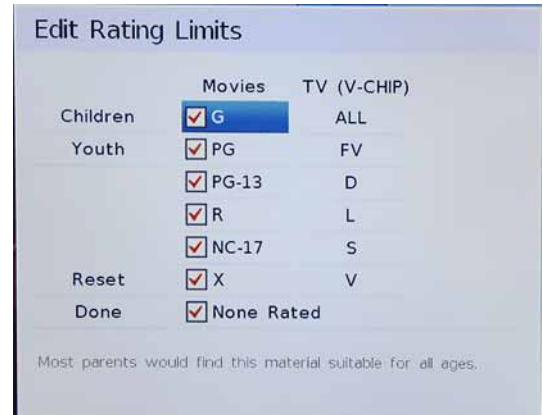 Edit Rating Limits
Movies TV (V-CHIP)
Children G ALL
Youth PG FV
PG-13 D
R L
NC-17 S
Reset X V
Done None Rated
Most parents would find this material suitable for all ages.